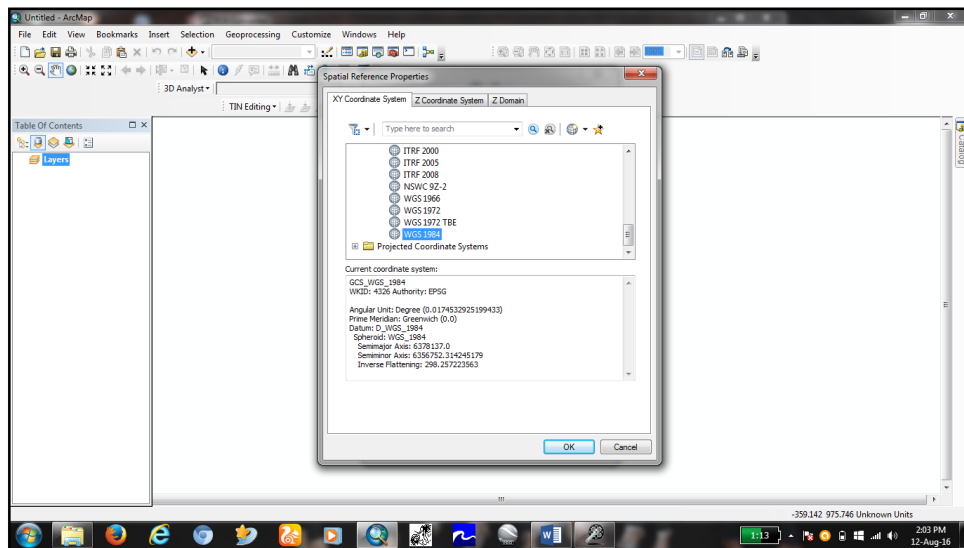 Untitled - ArcMap
File Edit View Bookmarks Insert Selection Geoprocessing Customize Windows Help
100%
3D Analyst
TIN Editing
Table Of Contents
Layers
Catalog
Spatial Reference Properties
XY Coordinate System Z Coordinate System Z Domain
Type here to search
ITRF 2000
ITRF 2005
ITRF 2008
NSWC 9Z-2
WGS 1966
WGS 1972
WGS 1972 TBE
WGS 1984
Projected Coordinate Systems
Current coordinate system:
GCS_WGS_1984
WKID: 4326 Authority: EPSG
Angular Unit: Degree (0.0174532925199433)
Prime Meridian: Greenwich (0.0)
Datum: D_WGS_1984
Spheroid: WGS_1984
Semimajor Axis: 6378137.0
Semiminor Axis: 6356752.314245179
Inverse Flattening: 298.257223563
OK Cancel
-359.142 975.746 Unknown Units
1:13
2:03 PM
12-Aug-16